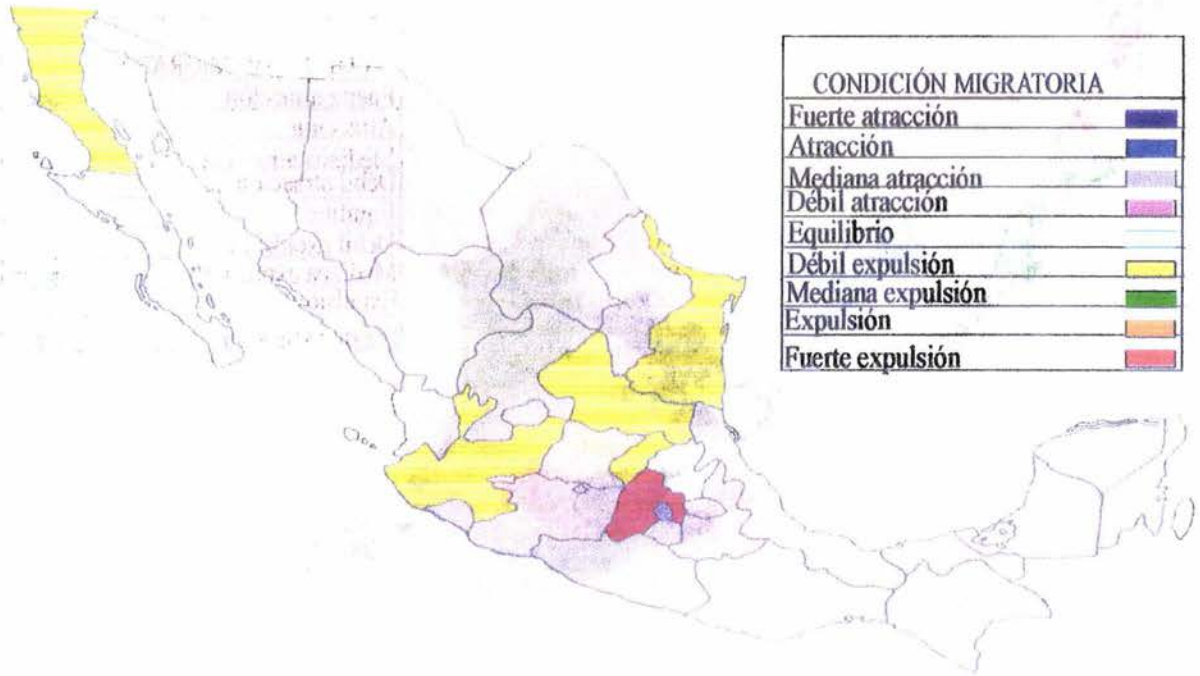 CONDICIÓN MIGRATORIA
Fuerte atracción
Atracción
Mediana atracción
Débil atracción
Equilibrio
Débil expulsión
Mediana expulsión
Expulsión
Fuerte expulsión